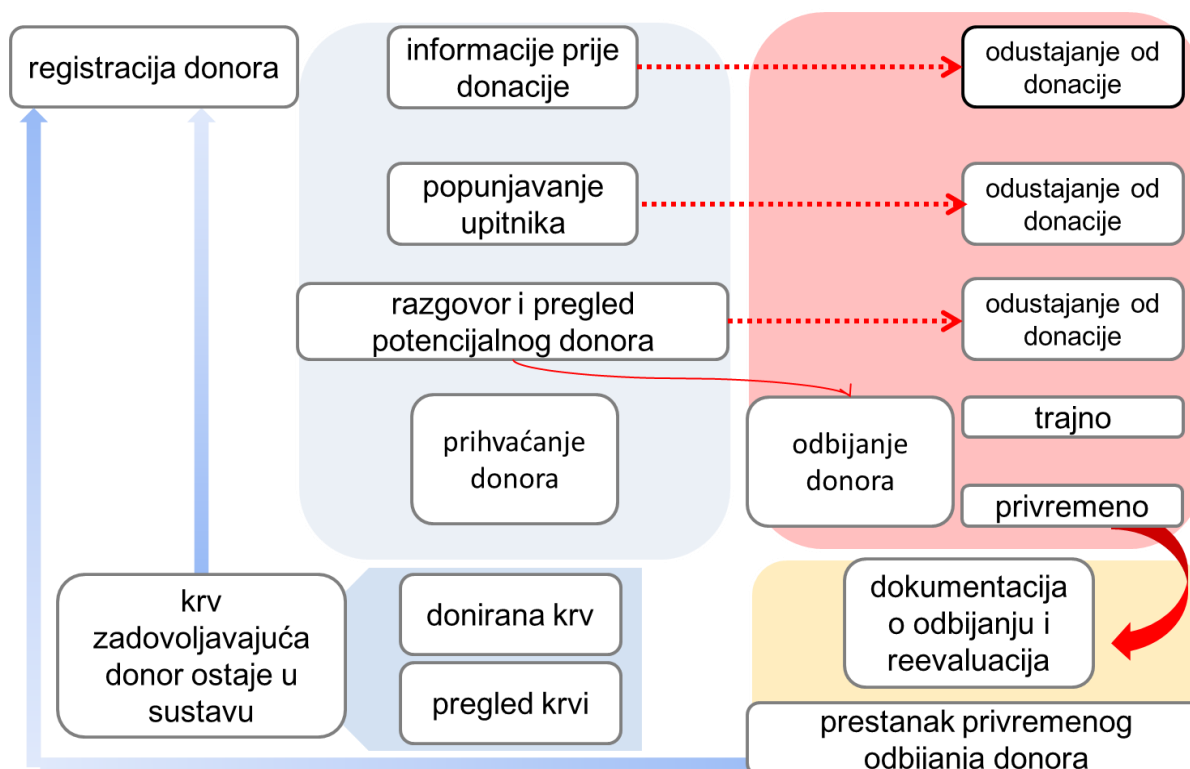 registracija donora
informacije prije
donacije
odustajanje od
donacije
popunjavanje
upitnika
odustajanje od
donacije
razgovor i pregled
potencijalnog donora
odustajanje od
donacije
prihvaćanje
donora
odbijanje
donora
trajno
privremeno
krv
zadovoljavajuća
donor ostaje u
sustavu
donirana krv
pregled krvi
dokumentacija
o odbijanju i
reevaluacija
prestanak privremenog
odbijanja donora